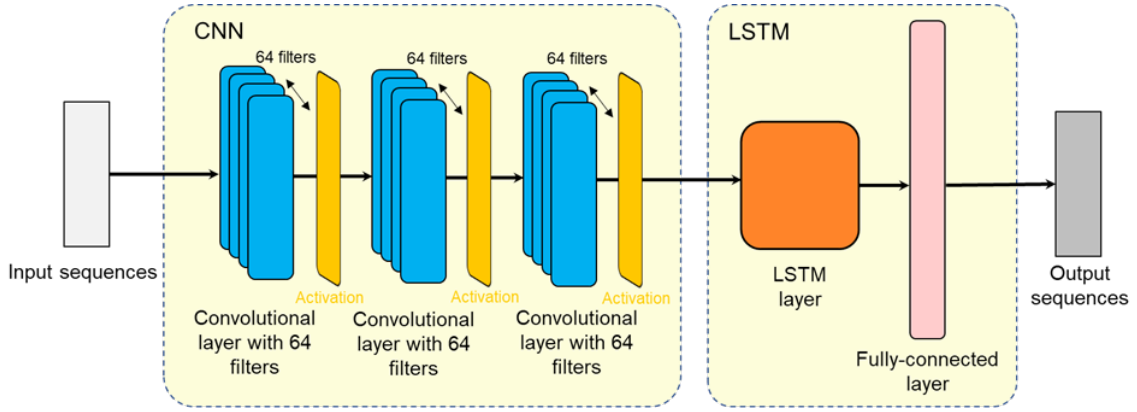 CNN
LSTM
64 filters
64 filters
64 filters
Input sequences
Activation
Activation
Activation
Convolutional
layer with 64
filters
Convolutional
layer with 64
filters
Convolutional
layer with 64
filters
LSTM
layer
Fully-connected
layer
Output
sequences